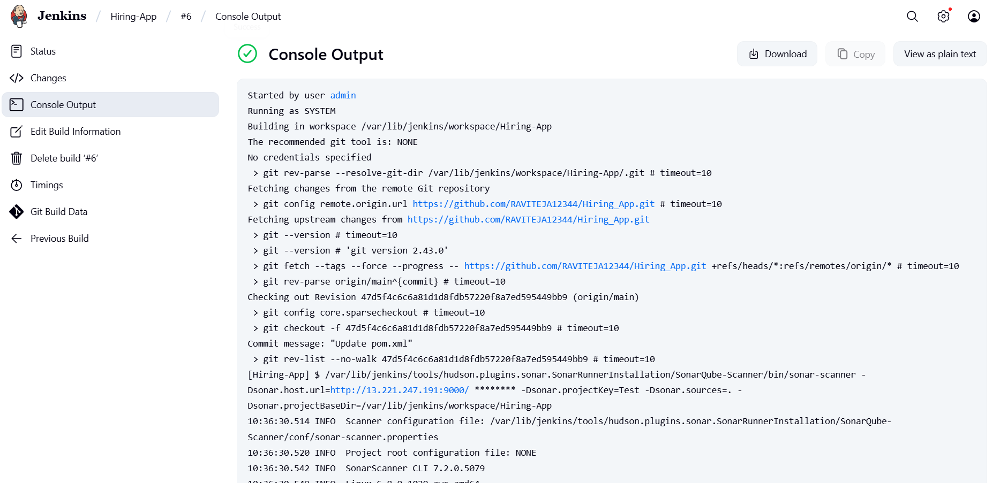 Jenkins / Hiring-App / #6 / Console Output
Success
Status
Changes
Console Output
Edit Build Information
Delete build ‘#6’
Timings
Git Build Data
Previous Build
Console Output
Download
Copy
View as plain text
Started by user admin
Running as SYSTEM
Building in workspace /var/lib/jenkins/workspace/Hiring-App
The recommended git tool is: NONE
No credentials specified
> git rev-parse --resolve-git-dir /var/lib/jenkins/workspace/Hiring-App/.git # timeout=10
Fetching changes from the remote Git repository
> git config remote.origin.url https://github.com/RAVITEJA12344/Hiring_App.git # timeout=10
Fetching upstream changes from https://github.com/RAVITEJA12344/Hiring_App.git
> git --version # timeout=10
> git --version # 'git version 2.43.0'
> git fetch --tags --force --progress -- https://github.com/RAVITEJA12344/Hiring_App.git +refs/heads/*:refs/remotes/origin/* # timeout=10
> git rev-parse origin/main^{commit} # timeout=10
Checking out Revision 47d5f4c6c6a81d1d8fdb57220f8a7ed595449bb9 (origin/main)
> git config core.sparsecheckout # timeout=10
> git checkout -f 47d5f4c6c6a81d1d8fdb57220f8a7ed595449bb9 # timeout=10
Commit message: "Update pom.xml"
> git rev-list --no-walk 47d5f4c6c6a81d1d8fdb57220f8a7ed595449bb9 # timeout=10
[Hiring-App] $ /var/lib/jenkins/tools/hudson.plugins.sonar.SonarRunnerInstallation/SonarQube-Scanner/bin/sonar-scanner -
Dsonar.host.url=http://13.221.247.191:9000/ ******** -Dsonar.projectKey=Test -Dsonar.sources=. -
Dsonar.projectBaseDir=/var/lib/jenkins/workspace/Hiring-App
10:36:30.514 INFO  Scanner configuration file: /var/lib/jenkins/tools/hudson.plugins.sonar.SonarRunnerInstallation/SonarQube-
Scanner/conf/sonar-scanner.properties
10:36:30.520 INFO  Project root configuration file: NONE
10:36:30.542 INFO  SonarScanner CLI 7.2.0.5079